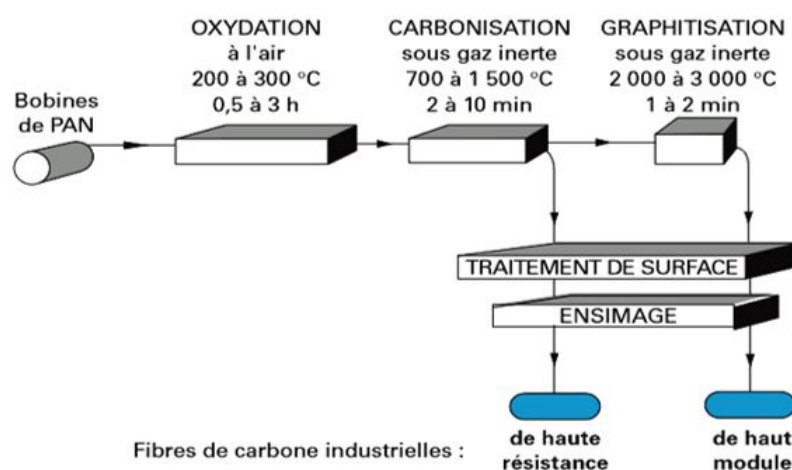 OXYDATION
à l'air
200 à 300 °C
0,5 à 3 h
CARBONISATION
sous gaz inerte
700 à 1 500 °C
2 à 10 min
GRAPHITISATION
sous gaz inerte
2 000 à 3 000 °C
1 à 2 min
Bobines
de PAN
TRAITEMENT DE SURFACE
ENSIMAGE
Fibres de carbone industrielles :
de haute
résistance
de haut
module